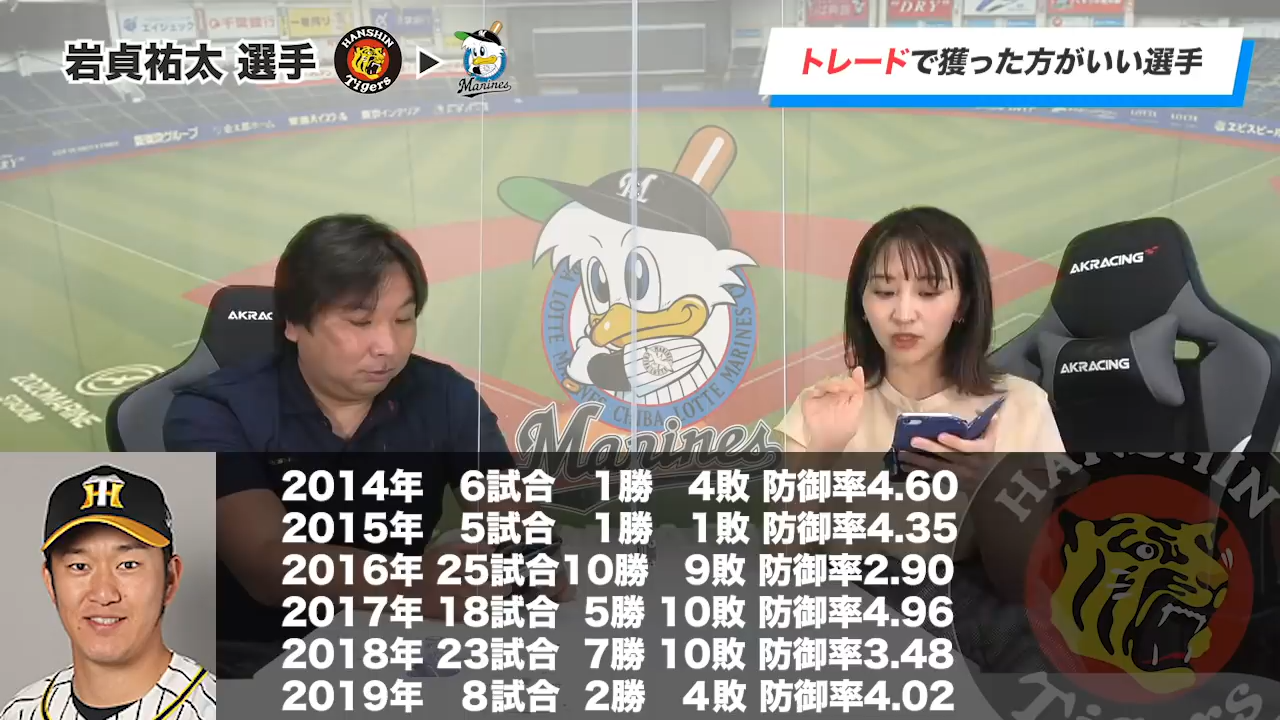 岩貞祐太 選手
HANSHIN Tigers
Marines
トレードで獲った方がいい選手
AKRACING
AKRACING
AKRAC
M
CHIBA LOTTE MARINES
Marines
HANSHIN
Tigers
2014年 6試合 1勝 4敗 防御率4.60
2015年 5試合 1勝 1敗 防御率4.35
2016年 25試合10勝 9敗 防御率2.90
2017年 18試合 5勝 10敗 防御率4.96
2018年 23試合 7勝 10敗 防御率3.48
2019年 8試合 2勝 4敗 防御率4.02